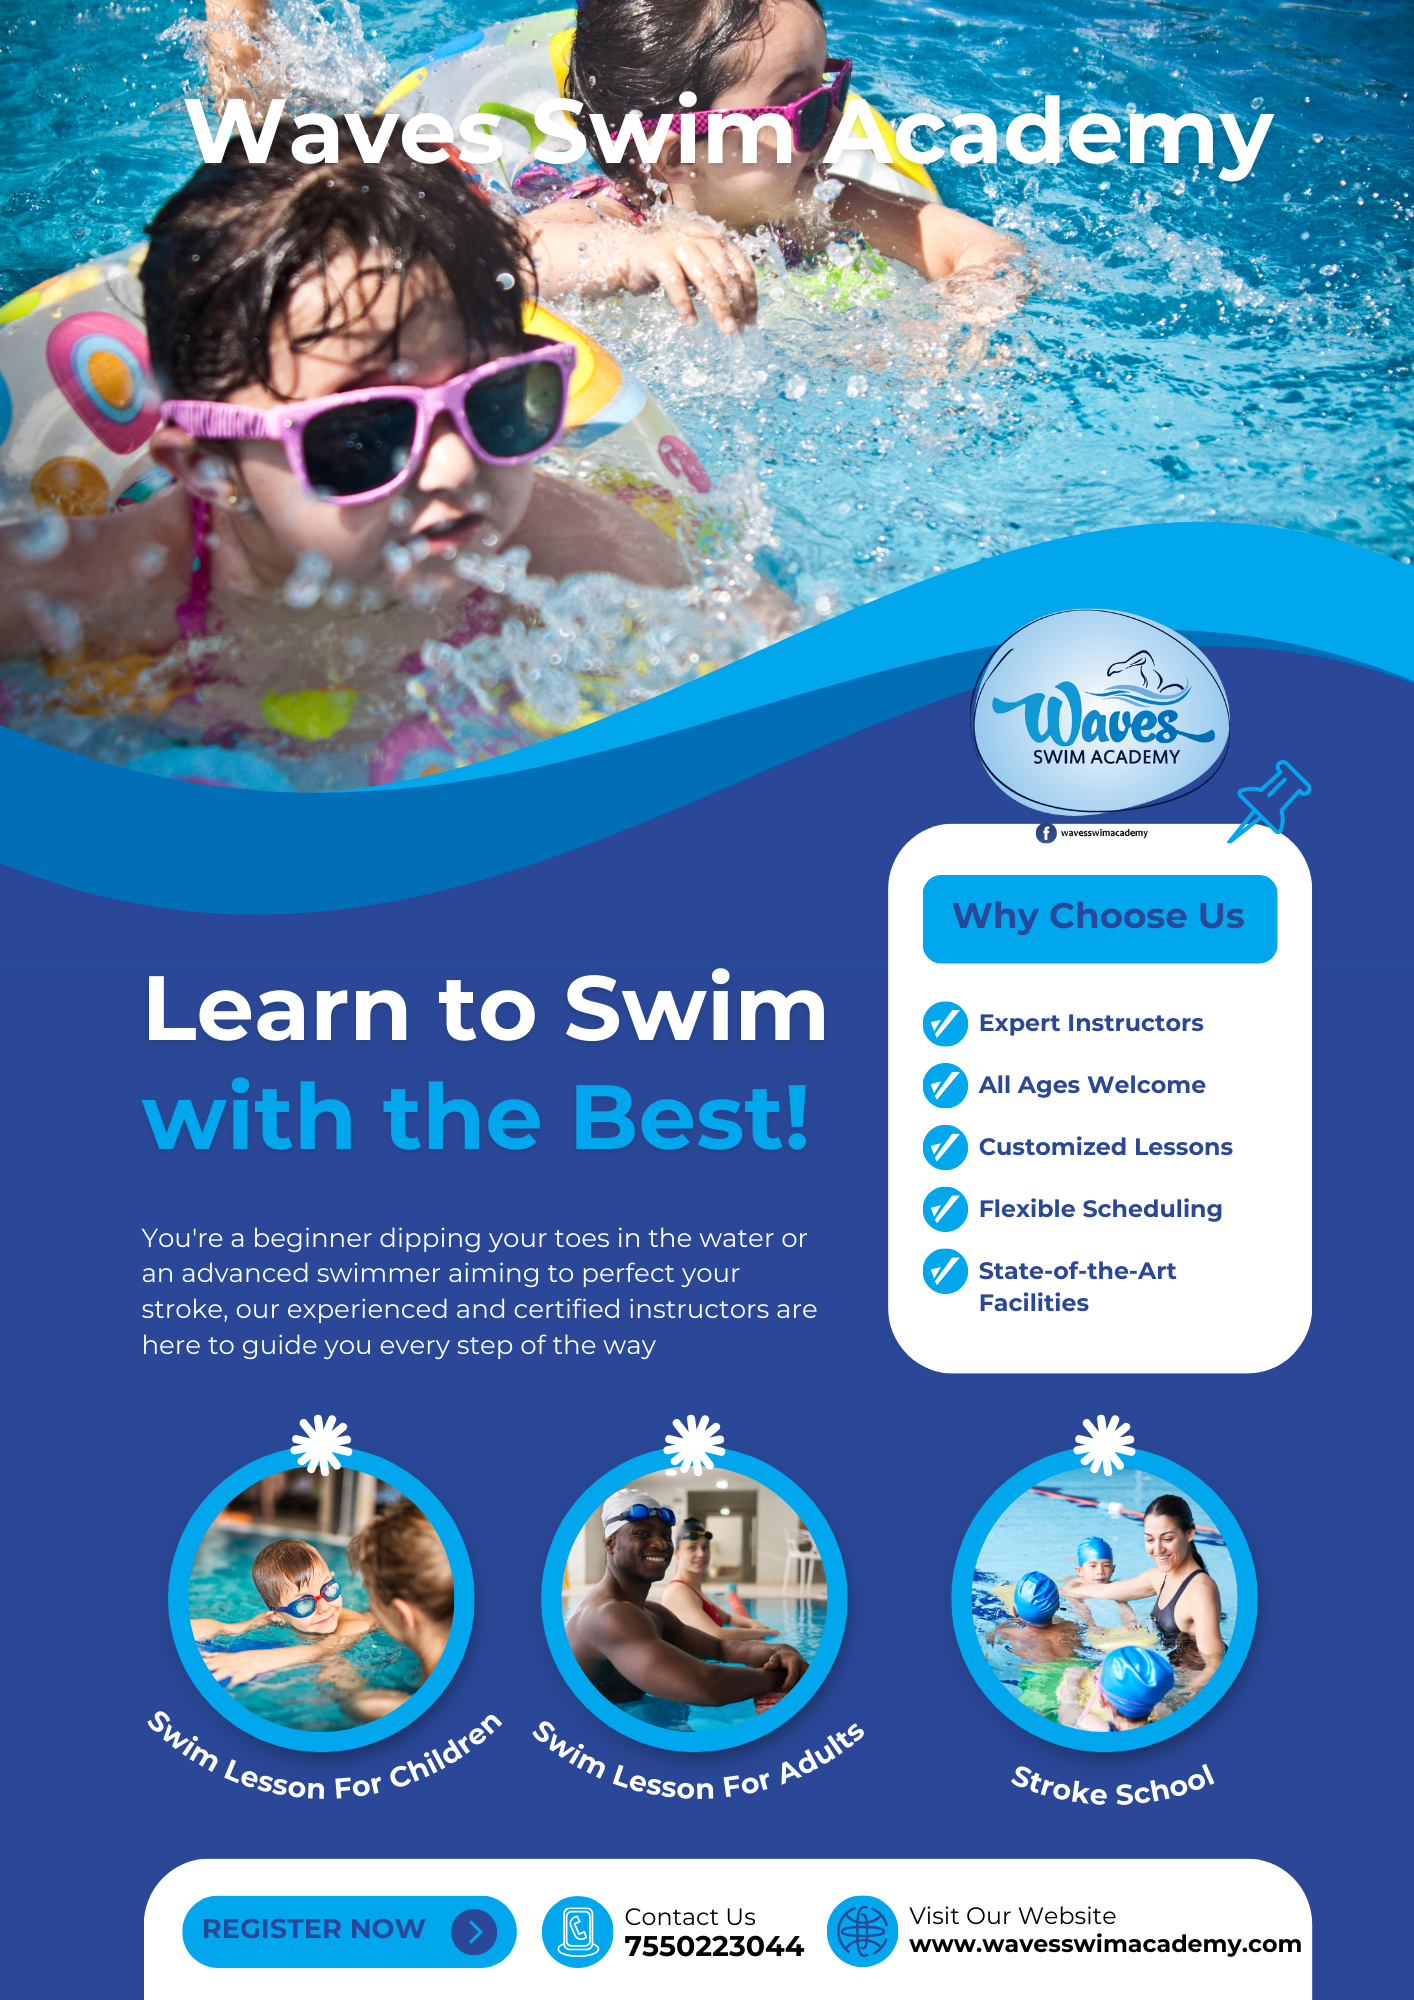 Waves Swim Academy
Waves
SWIM ACADEMY
wavesswimacademy
Why Choose Us
Expert Instructors
All Ages Welcome
Customized Lessons
Flexible Scheduling
State-of-the-Art
Facilities
Learn to Swim
with the Best!
You're a beginner dipping your toes in the water or
an advanced swimmer aiming to perfect your
stroke, our experienced and certified instructors are
here to guide you every step of the way
Swim Lesson For Children
Swim Lesson For Adults
Stroke School
REGISTER NOW
Contact Us
7550223044
Visit Our Website
www.wavesswimacademy.com